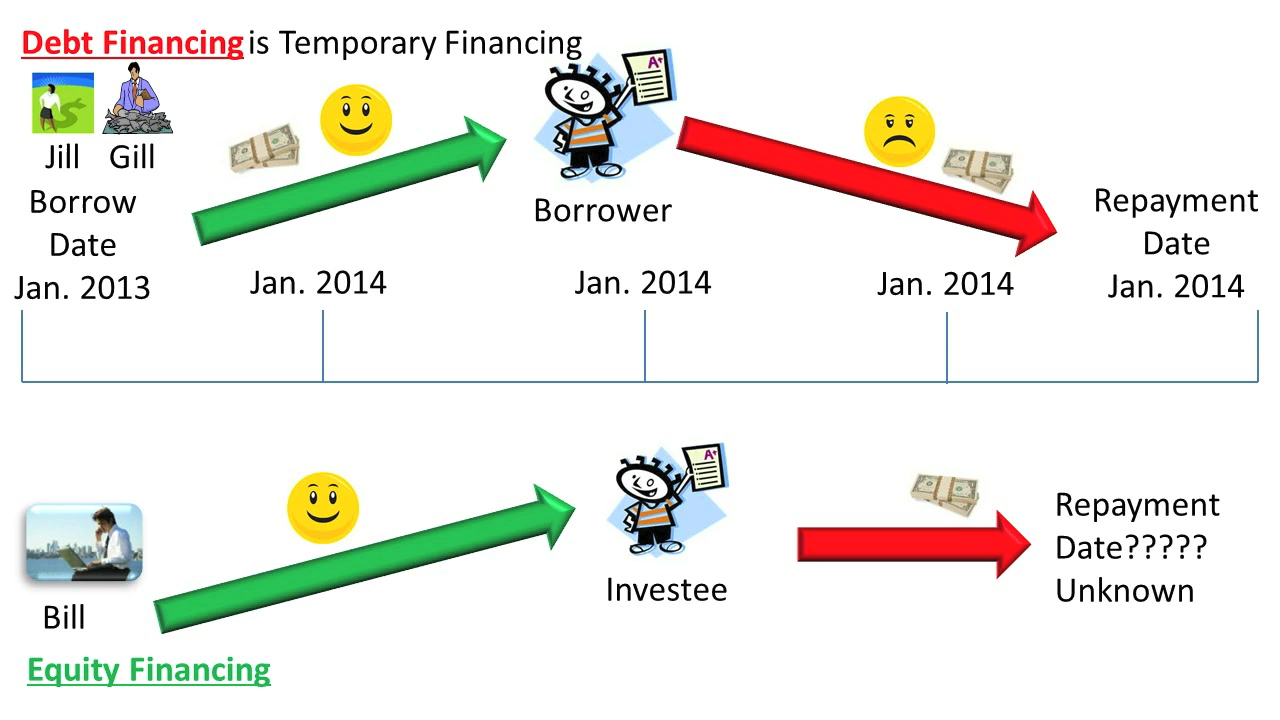 Debt Financing is Temporary Financing
A+
Jill Gill
Borrow
Date
Jan. 2013
Jan. 2014
Borrower
Jan. 2014
Jan. 2014
Repayment
Date
Jan. 2014
A+
Investee
Repayment
Date?????
Unknown
Bill
Equity Financing